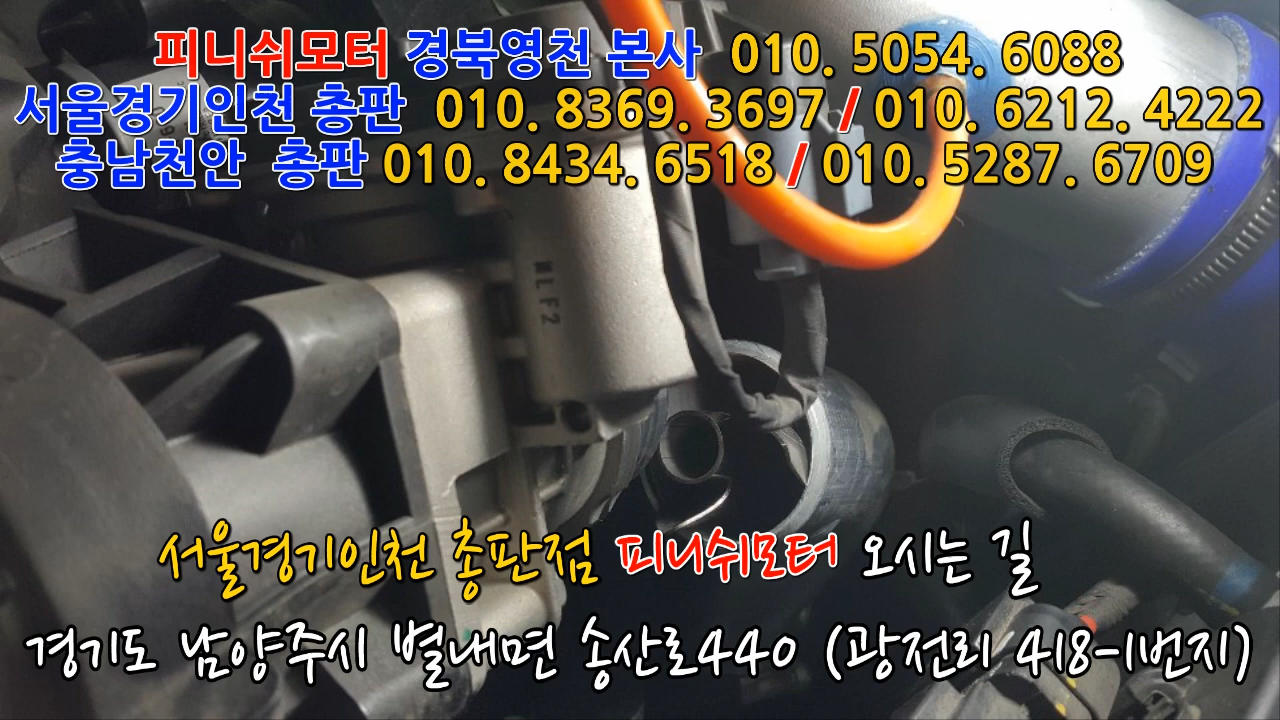 피니쉬모터 경북영천 본사 010. 5054. 6088
서울경기인천 총판 010. 8369. 3697 / 010. 6212. 4222
충남천안 총판 010. 8434. 6518 / 010. 5287. 6709
MLF2
서울경기인천 총판점 피니쉬모터 오시는 길
경기도 남양주시 별내면 송산로440 (광전리 418-1번지)